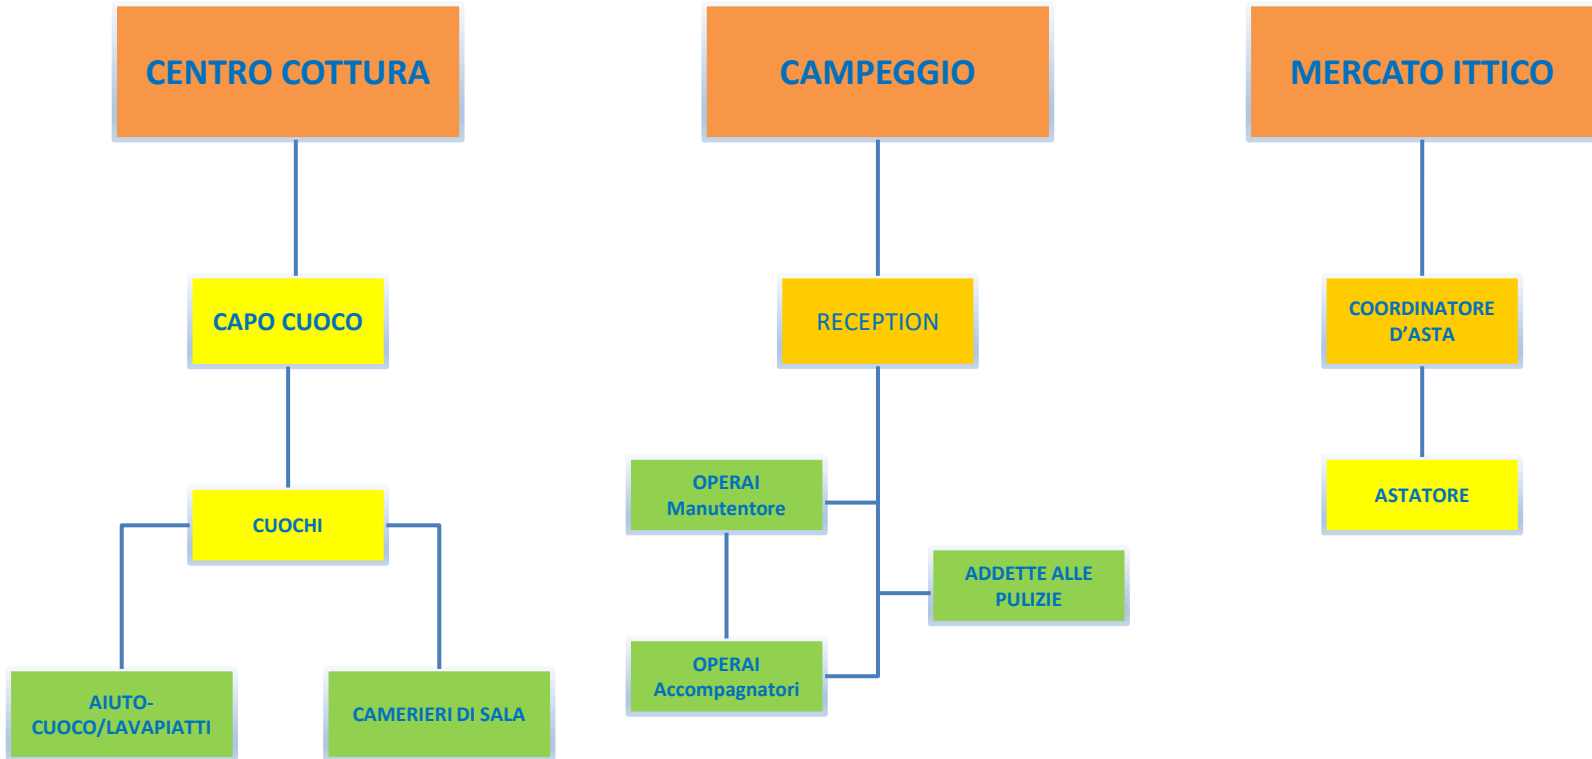 CENTRO COTTURA
CAMPEGGIO
MERCATO ITTICO
CAPO CUOCO
RECEPTION
COORDINATORE
D’ASTA
OPERAI
Manutentore
ASTATORE
CUOCHI
ADDETTE ALLE
PULIZIE
OPERAI
Accompagnatori
AIUTO-
CUOCO/LAVAPIATTI
CAMERIERI DI SALA